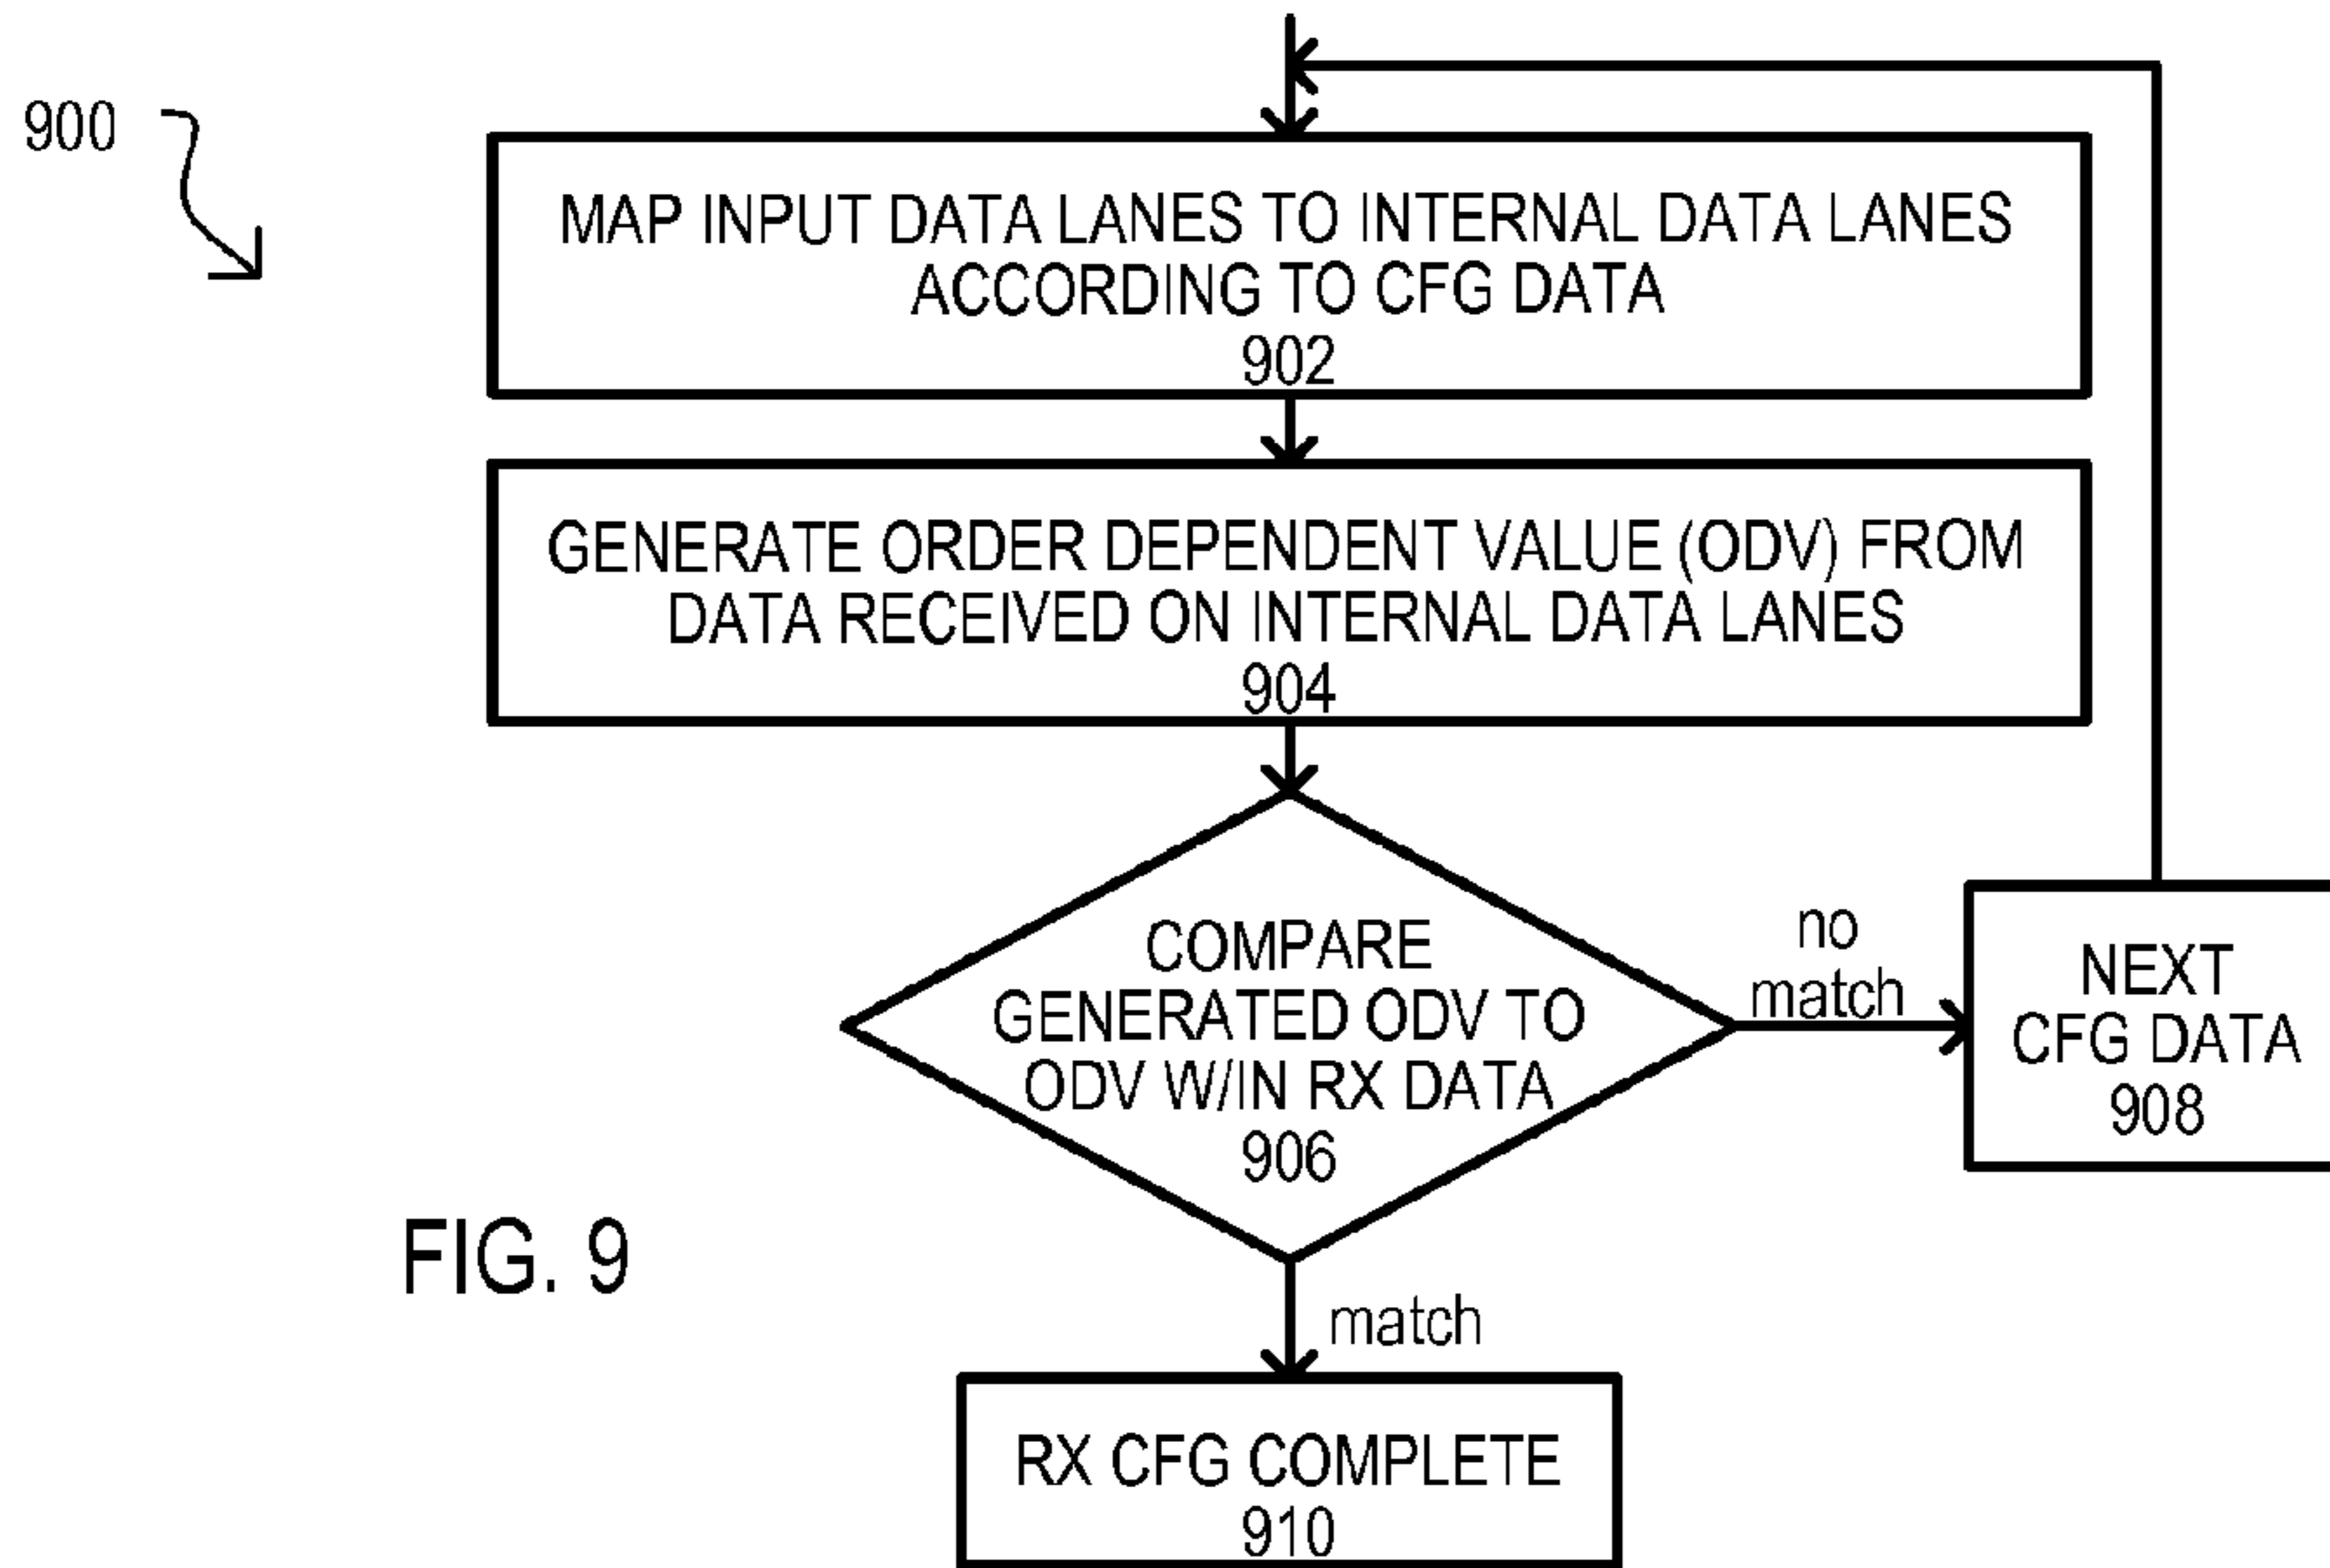 900
MAP INPUT DATA LANES TO INTERNAL DATA LANES
ACCORDING TO CFG DATA
902
GENERATE ORDER DEPENDENT VALUE (ODV) FROM
DATA RECEIVED ON INTERNAL DATA LANES
904
COMPARE
GENERATED ODV TO
ODV W/IN RX DATA
906
no
match
NEXT
CFG DATA
908
match
RX CFG COMPLETE
910
FIG. 9